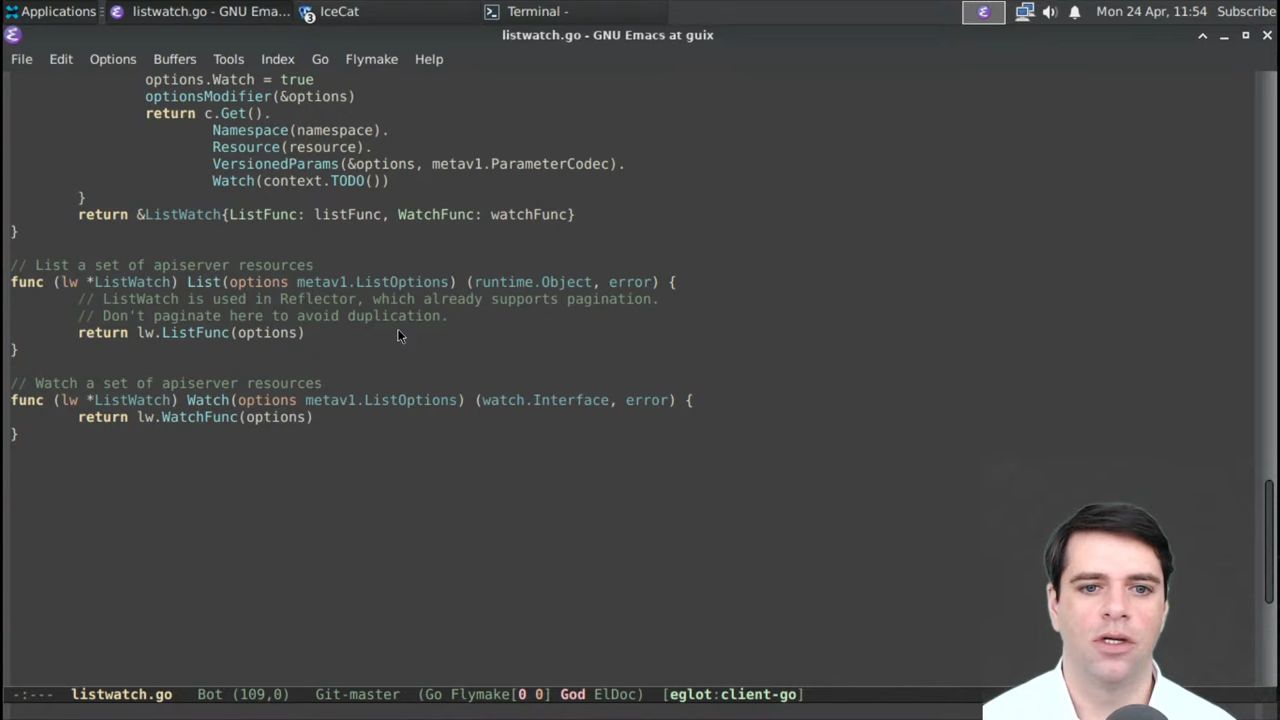 Applications
listwatch.go - GNU Ema...
3
IceCat
Terminal -
Mon 24 Apr, 11:54
Subscribe
listwatch.go - GNU Emacs at guix
File Edit Options Buffers Tools Index Go Flymake Help
options.Watch = true
optionsModifier(&options)
return c.Get().
Namespace(namespace).
Resource(resource).
VersionedParams(&options, metav1.ParameterCodec).
Watch(context.TODO())
}
return &ListWatch{ListFunc: listFunc, WatchFunc: watchFunc}
}
// List a set of apiserver resources
func (lw *ListWatch) List(options metav1.ListOptions) (runtime.Object, error) {
// ListWatch is used in Reflector, which already supports pagination.
// Don't paginate here to avoid duplication.
return lw.ListFunc(options)
}
// Watch a set of apiserver resources
func (lw *ListWatch) Watch(options metav1.ListOptions) (watch.Interface, error) {
return lw.WatchFunc(options)
}
-:--- listwatch.go Bot (109,0) Git-master (Go Flymake[0 0] God ElDoc) [eglot:client-go]